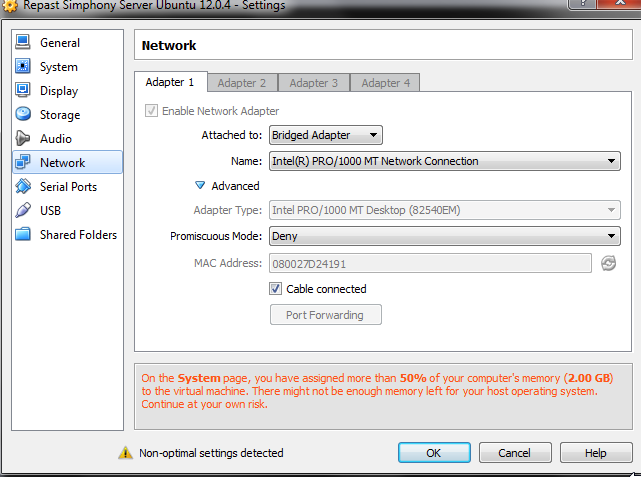 Repast Simphony Server Ubuntu 12.0.4 - Settings
?
X
General
System
Display
Storage
Audio
Network
Serial Ports
USB
Shared Folders
Network
Adapter 1 Adapter 2 Adapter 3 Adapter 4
Enable Network Adapter
Attached to: Bridged Adapter
Name: Intel(R) PRO/1000 MT Network Connection
Advanced
Adapter Type: Intel PRO/1000 MT Desktop (82540EM)
Promiscuous Mode: Deny
MAC Address: 080027D24191
Cable connected
Port Forwarding
On the System page, you have assigned more than 50% of your computer's memory (2.00 GB)
to the virtual machine. There might not be enough memory left for your host operating system.
Continue at your own risk.
Non-optimal settings detected
OK Cancel Help